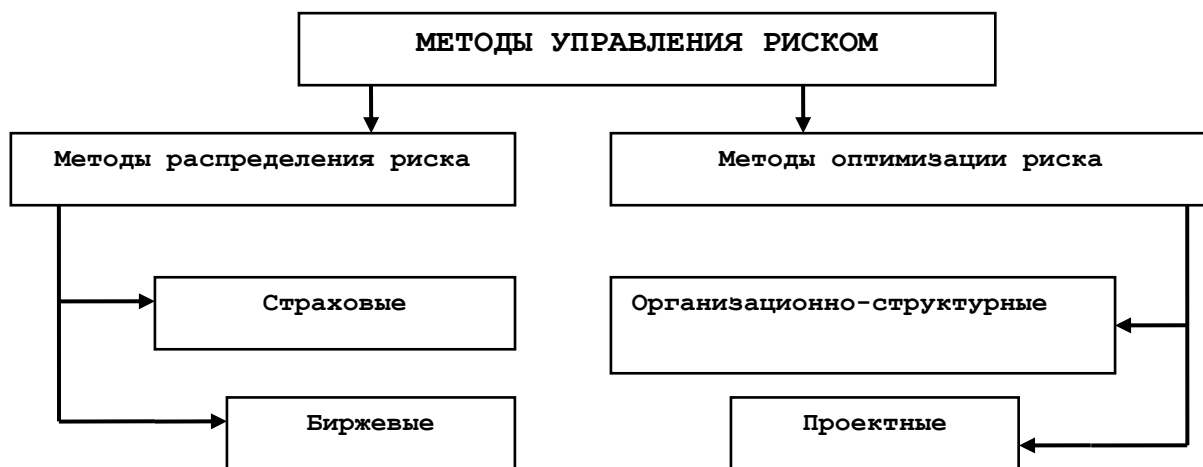 МЕТОДЫ УПРАВЛЕНИЯ РИСКОМ
Методы распределения риска
Методы оптимизации риска
Страховые
Организационно-структурные
Биржевые
Проектные